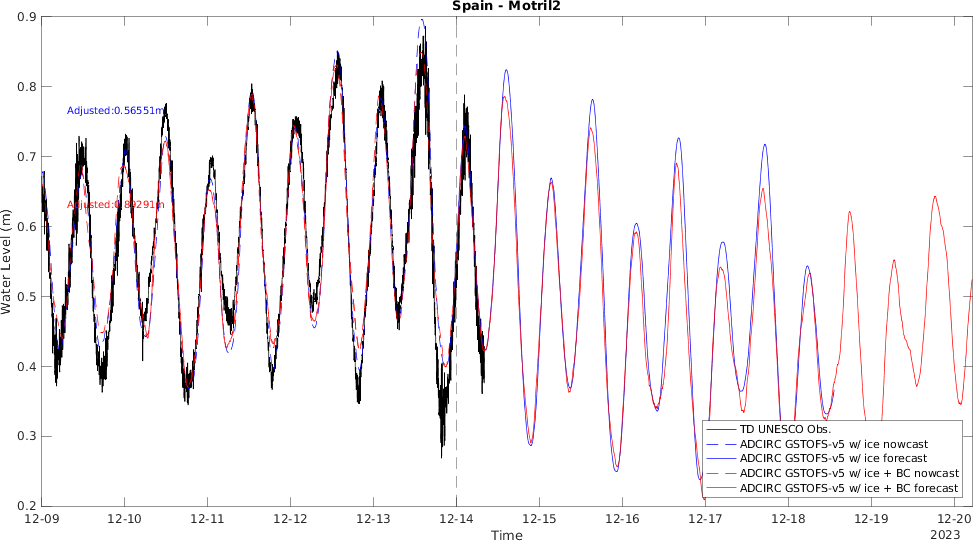 Spain - Motril2
0.9
0.8
0.7
0.6
0.5
0.4
0.3
0.2
Water Level (m)
Adjusted:0.56551m
Adjusted:0.89291m
TD UNESCO Obs.
ADCIRC GSTOFS-v5 w/ ice nowcast
ADCIRC GSTOFS-v5 w/ ice forecast
ADCIRC GSTOFS-v5 w/ ice + BC nowcast
ADCIRC GSTOFS-v5 w/ ice + BC forecast
12-09 12-10 12-11 12-12 12-13 12-14 12-15 12-16 12-17 12-18 12-19 12-20
Time
2023